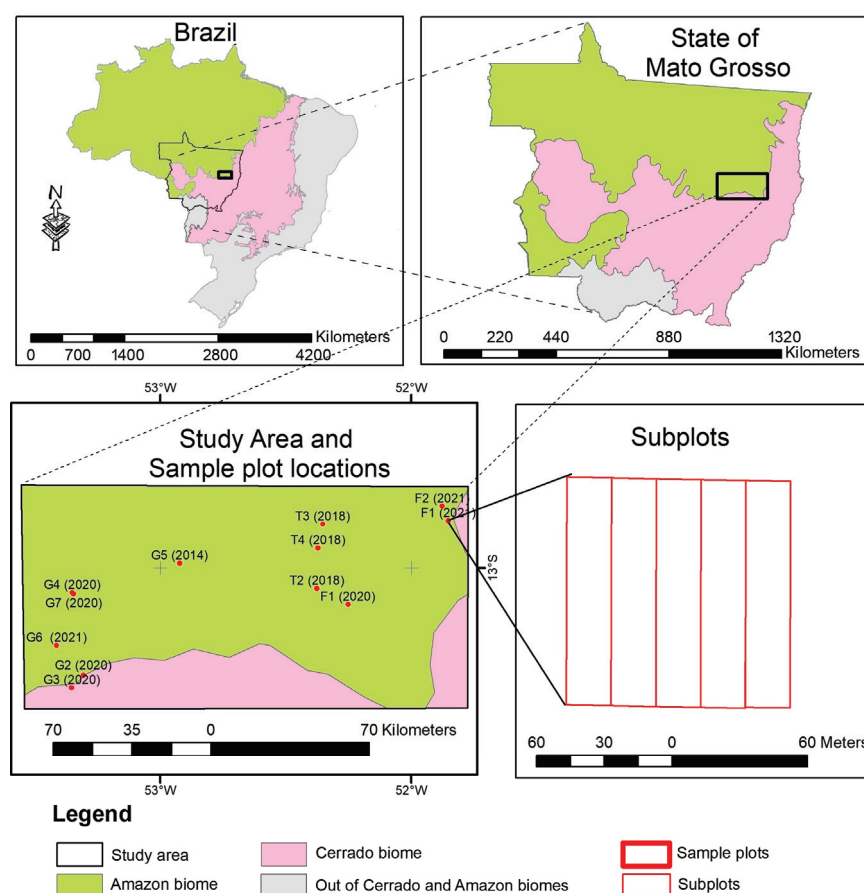 Brazil
N
Kilometers
0 700 1400 2800 4200
State of
Mato Grosso
0 220 440 880 1320
Kilometers
53°W 52°W
Study Area and
Sample plot locations
F2 (2021)
F1 (2021)
T3 (2018)
T4 (2018)
G5 (2014)
13°S
T2 (2018)
F1 (2020)
G4 (2020)
G7 (2020)
G6 (2021)
G2 (2020)
G3 (2020)
70 35 0 70 Kilometers
53°W 52°W
Subplots
60 30 0 60 Meters
Legend
Study area Cerrado biome Sample plots
Amazon biome Out of Cerrado and Amazon biomes Subplots